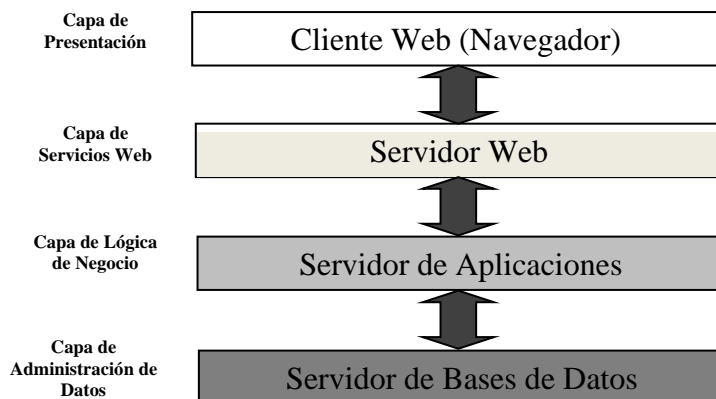 Capa de
Presentación
Cliente Web (Navegador)
Capa de
Servicios Web
Servidor Web
Capa de Lógica
de Negocio
Servidor de Aplicaciones
Capa de
Administración de
Datos
Servidor de Bases de Datos